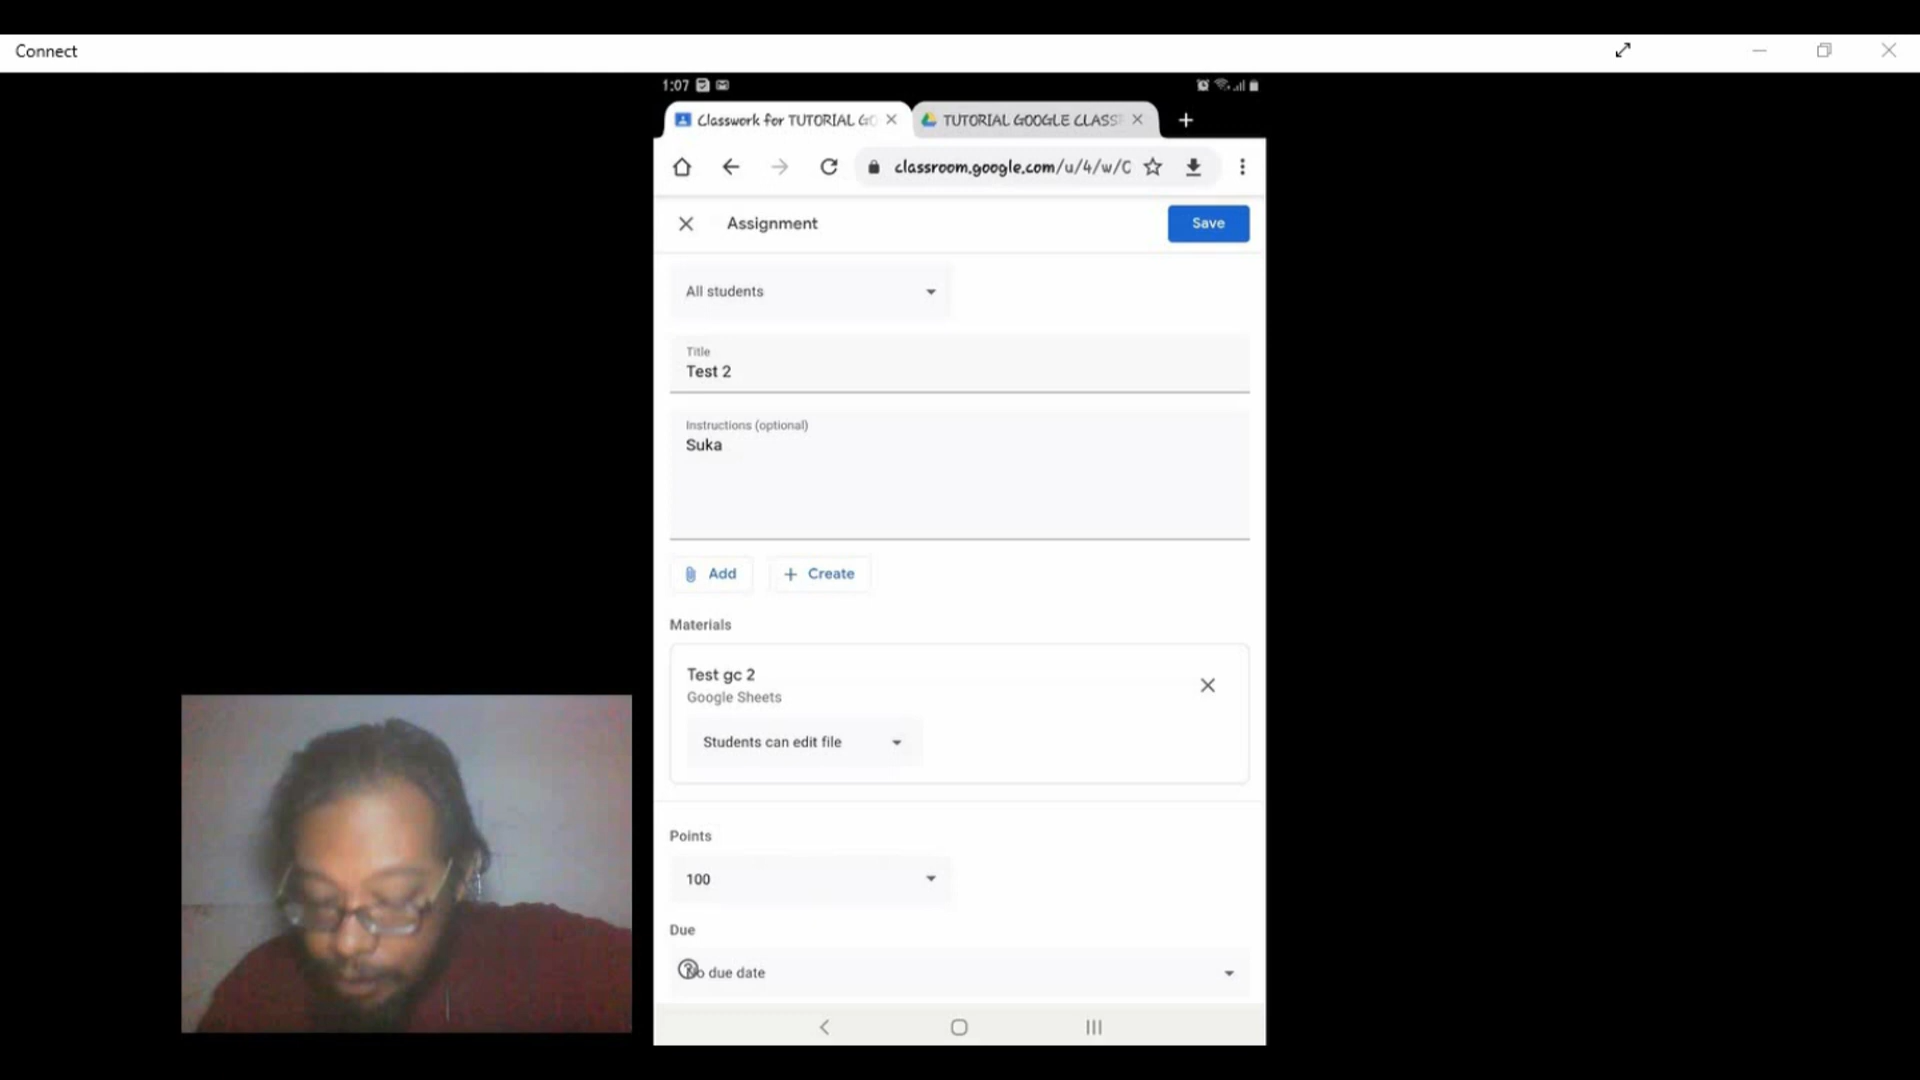 Connect
1:07
Classwork for TUTORIAL GO
TUTORIAL GOOGLE CLASS
classroom.google.com/u/4/w/
Assignment
Save
All students
Title
Test 2
Instructions (optional)
Suka
Add
Create
Materials
Test gc 2
Google Sheets
Students can edit file
Points
100
Due
No due date